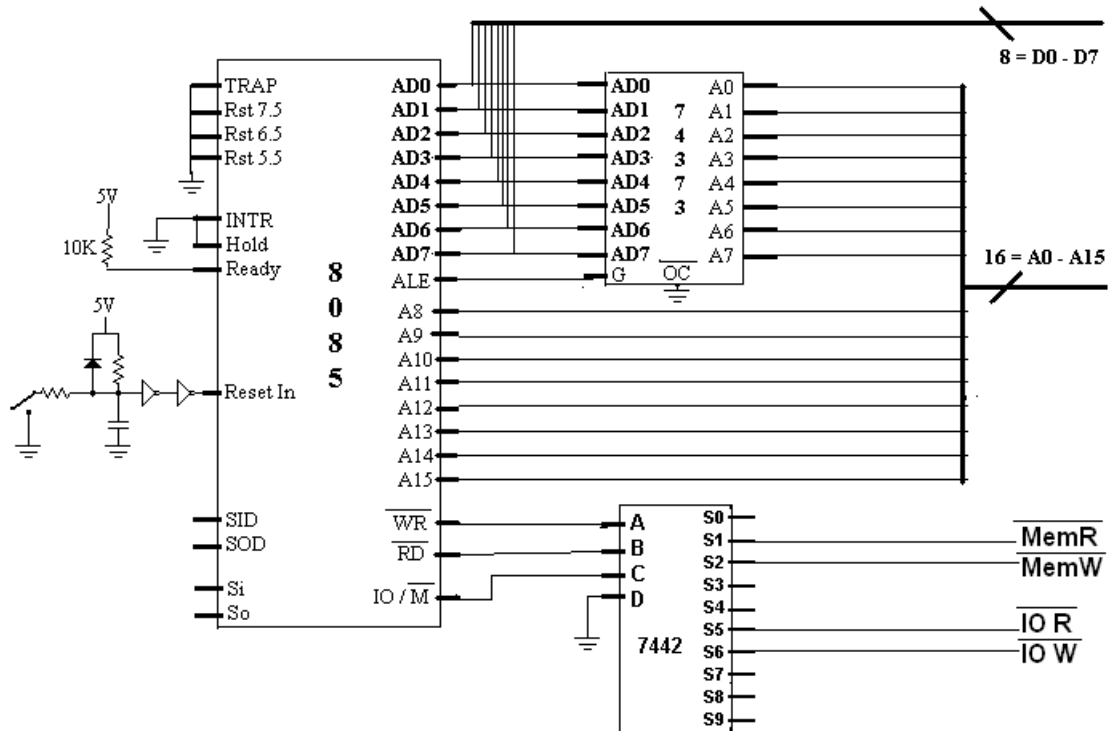 8 = D0 - D7
TRAP
Rst 7.5
Rst 6.5
Rst 5.5
5V
INTR
Hold
10K
Ready
5V
Reset In
SID
SOD
Si
So
8
0
8
5
AD0
AD1
AD2
AD3
AD4
AD5
AD6
AD7
ALE
A8
A9
A10
A11
A12
A13
A14
A15
WR
RD
IO / M
AD0
AD1
AD2
AD3
AD4
AD5
AD6
AD7
G
OC
7
4
3
7
3
A0
A1
A2
A3
A4
A5
A6
A7
16 = A0 - A15
A
B
C
D
7442
S0
S1
S2
S3
S4
S5
S6
S7
S8
S9
MemR
MemW
IO R
IO W